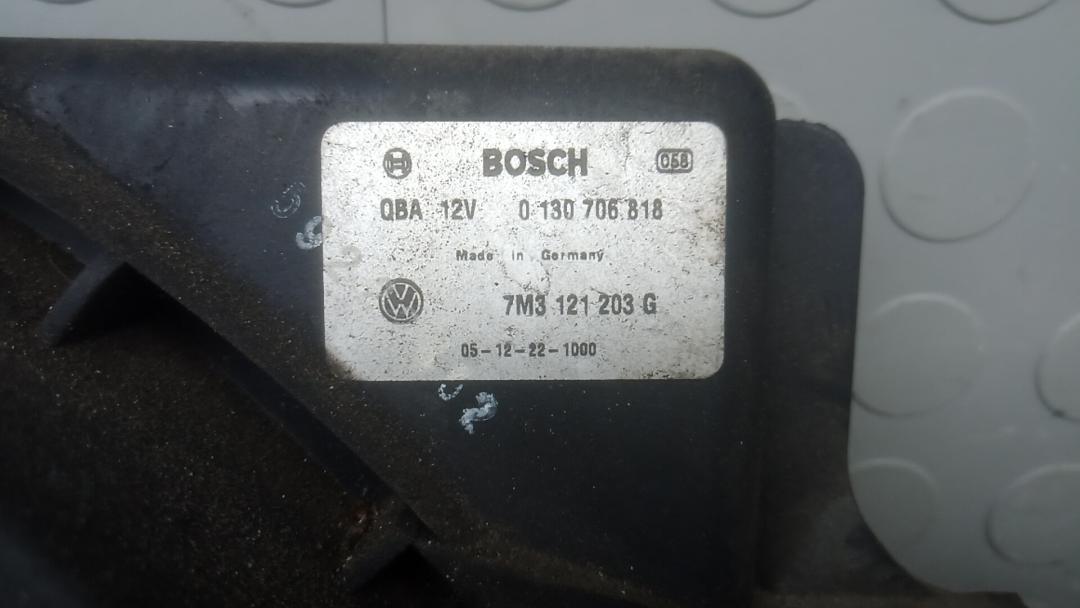 BOSCH 058
QBA 12V 0 130 706 818
Made in Germany
7M3 121 203 G
05-12-22-1000